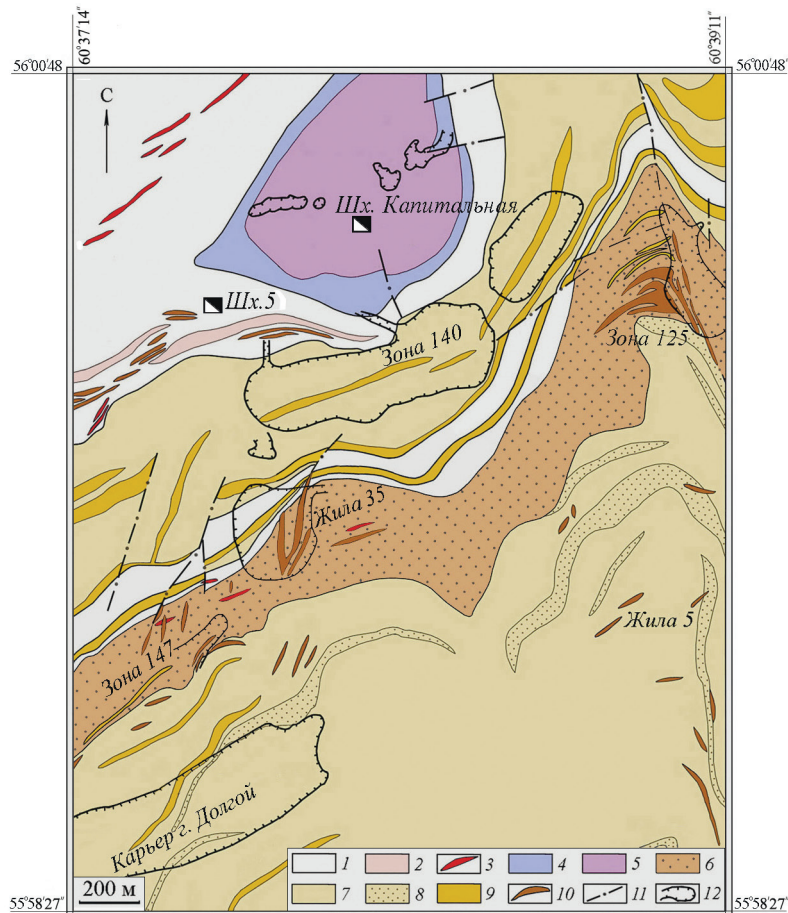 60°37′14″
60°39′11″
56°00′48″
56°00′48″
С
Шх. Капитальная
Шх.5
Зона 140
Зона 125
Жила 35
Жила 5
Зона 147
Карьер г. Долгой
1 2 3 4 5 6
200 м
7 8 9 10 11 12
55°58′27″
55°58′27″